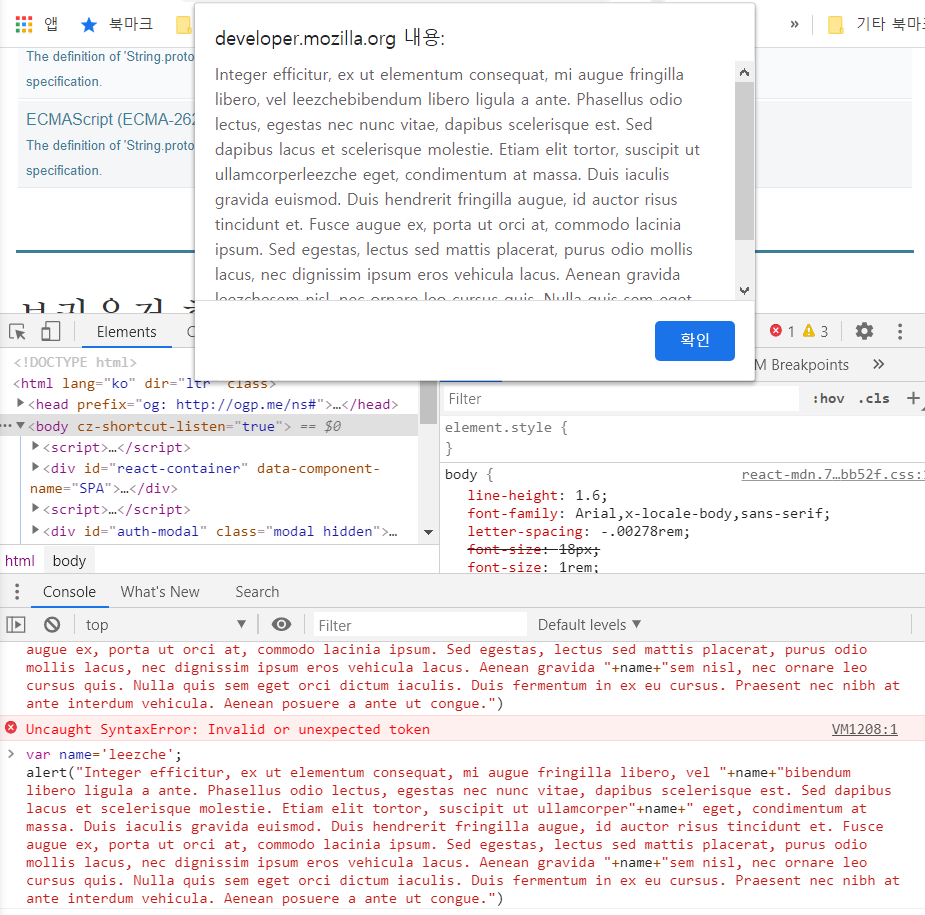 앱
북마크
»
기타 북마크
developer.mozilla.org 내용:
Integer efficitur, ex ut elementum consequat, mi augue fringilla
libero, vel leezchebibendum libero ligula a ante. Phasellus odio
lectus, egestas nec nunc vitae, dapibus scelerisque est. Sed
dapibus lacus et scelerisque molestie. Etiam elit tortor, suscipit ut
ullamcorperleezche eget, condimentum at massa. Duis iaculis
gravida euismod. Duis hendrerit fringilla augue, id auctor risus
tincidunt et. Fusce augue ex, porta ut orci at, commodo lacinia
ipsum. Sed egestas, lectus sed mattis placerat, purus odio mollis
lacus, nec dignissim ipsum eros vehicula lacus. Aenean gravida
leezchesem nisl, nec ornare leo cursus quis. Nulla quis sem eget
확인
The definition of 'String.proto
specification.
ECMAScript (ECMA-262
The definition of 'String.proto
specification.
Elements
1
3
<!DOCTYPE html>
<html lang="ko" dir="ltr" class>
<head prefix="og: http://ogp.me/ns#">…</head>
<body cz-shortcut-listen="true"> == $0
<script>…</script>
<div id="react-container" data-component-
name="SPA">…</div>
<script>…</script>
<div id="auth-modal" class="modal hidden">…
html body
M Breakpoints »
Filter :hov .cls +
element.style {
}
body { react-mdn.7…bb52f.css:1
line-height: 1.6;
font-family: Arial,x-locale-body,sans-serif;
letter-spacing: -.00278rem;
font-size: 18px;
font-size: 1rem;
Console What's New Search
top Filter Default levels ▼
augue ex, porta ut orci at, commodo lacinia ipsum. Sed egestas, lectus sed mattis placerat, purus odio
mollis lacus, nec dignissim ipsum eros vehicula lacus. Aenean gravida "+name+"sem nisl, nec ornare leo
cursus quis. Nulla quis sem eget orci dictum iaculis. Duis fermentum in ex eu cursus. Praesent nec nibh at
ante interdum vehicula. Aenean posuere a ante ut congue.")
Uncaught SyntaxError: Invalid or unexpected token VM1208:1
> var name='leezche';
alert("Integer efficitur, ex ut elementum consequat, mi augue fringilla libero, vel "+name+"bibendum
libero ligula a ante. Phasellus odio lectus, egestas nec nunc vitae, dapibus scelerisque est. Sed dapibus
lacus et scelerisque molestie. Etiam elit tortor, suscipit ut ullamcorper"+name+" eget, condimentum at
massa. Duis iaculis gravida euismod. Duis hendrerit fringilla augue, id auctor risus tincidunt et. Fusce
augue ex, porta ut orci at, commodo lacinia ipsum. Sed egestas, lectus sed mattis placerat, purus odio
mollis lacus, nec dignissim ipsum eros vehicula lacus. Aenean gravida "+name+"sem nisl, nec ornare leo
cursus quis. Nulla quis sem eget orci dictum iaculis. Duis fermentum in ex eu cursus. Praesent nec nibh at
ante interdum vehicula. Aenean posuere a ante ut congue.")